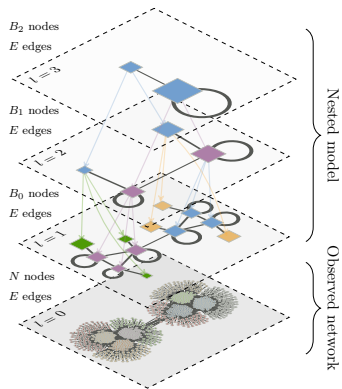 B₂ nodes
E edges
l = 3
B₁ nodes
E edges
l = 2
B₀ nodes
E edges
l = 1
N nodes
E edges
l = 0
Nested model
Observed network